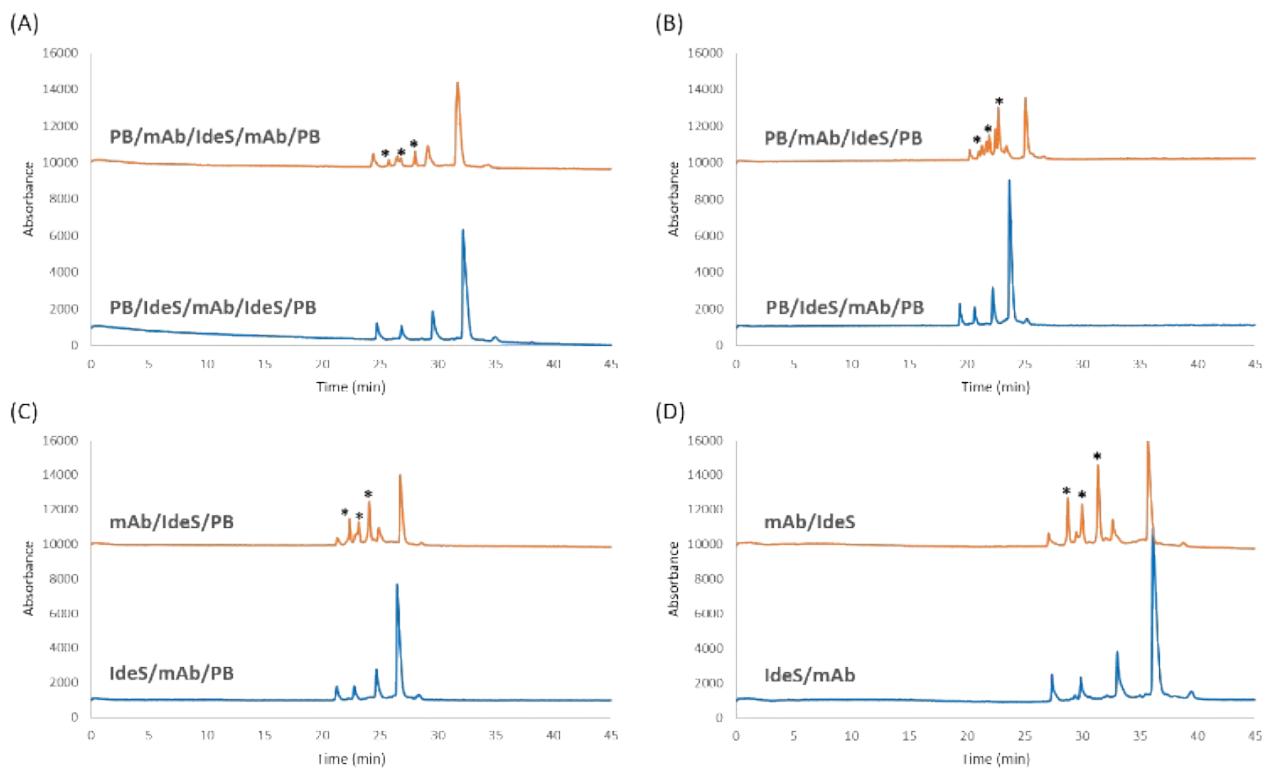 (A)
16000
14000
PB/mAb/IdeS/mAb/PB
* * *
12000
10000
Absorbance
8000
6000
4000
PB/IdeS/mAb/IdeS/PB
2000
0
0 5 10 15 20 25 30 35 40 45
Time (min)
(B)
16000
14000
PB/mAb/IdeS/PB
* * *
12000
10000
Absorbance
8000
6000
4000
PB/IdeS/mAb/PB
2000
0
0 5 10 15 20 25 30 35 40 45
Time (min)
(C)
16000
14000
mAb/IdeS/PB
* * *
12000
10000
Absorbance
8000
6000
4000
IdeS/mAb/PB
2000
0
0 5 10 15 20 25 30 35 40 45
Time (min)
(D)
16000
14000
mAb/IdeS
* * *
12000
10000
Absorbance
8000
6000
4000
IdeS/mAb
2000
0
0 5 10 15 20 25 30 35 40 45
Time (min)